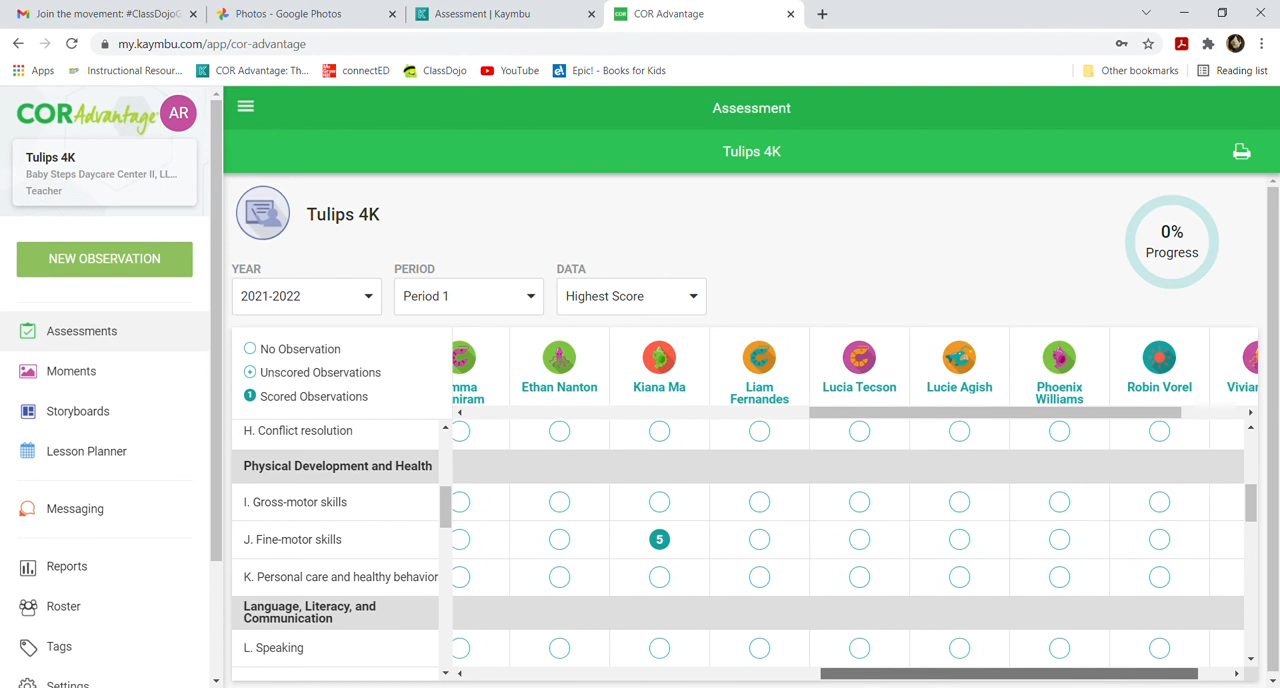 Join the movement: #ClassDojo
Photos - Google Photos
Assessment | Kaymbu
COR COR Advantage
my.kaymbu.com/app/cor-advantage
Apps
Instructional Resour...
COR Advantage: Th...
connectED
ClassDojo
YouTube
Epic! - Books for Kids
Other bookmarks
Reading list
CORAdvantage AR
Tulips 4K
Baby Steps Daycare Center II, LL...
Teacher
NEW OBSERVATION
Assessments
Moments
Storyboards
Lesson Planner
Messaging
Reports
Roster
Tags
Settings
Assessment
Tulips 4K
Tulips 4K
0%
Progress
YEAR PERIOD DATA
2021-2022 Period 1 Highest Score
No Observation
Unscored Observations
1 Scored Observations
mma
niram
Ethan Nanton
Kiana Ma
Liam
Fernandes
Lucia Tecson
Lucie Agish
Phoenix
Williams
Robin Vorel
Vivian
H. Conflict resolution
Physical Development and Health
I. Gross-motor skills
J. Fine-motor skills 5
K. Personal care and healthy behavior
Language, Literacy, and
Communication
L. Speaking